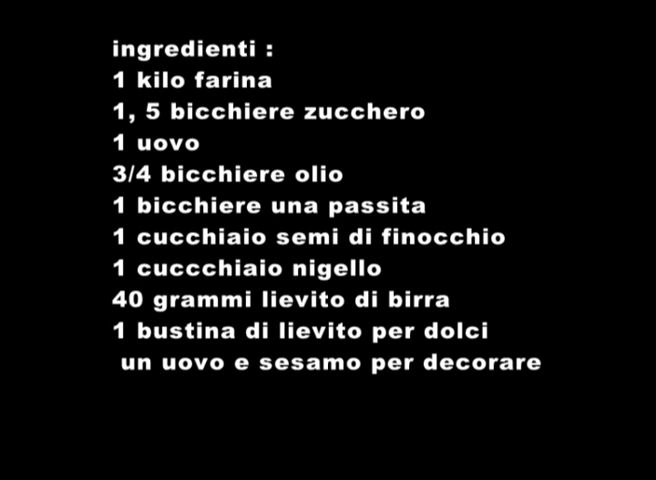 ingredienti :
1 kilo farina
1, 5 bicchiere zucchero
1 uovo
3/4 bicchiere olio
1 bicchiere una passita
1 cucchiaio semi di finocchio
1 cuccchiaio nigello
40 grammi lievito di birra
1 bustina di lievito per dolci
un uovo e sesamo per decorare